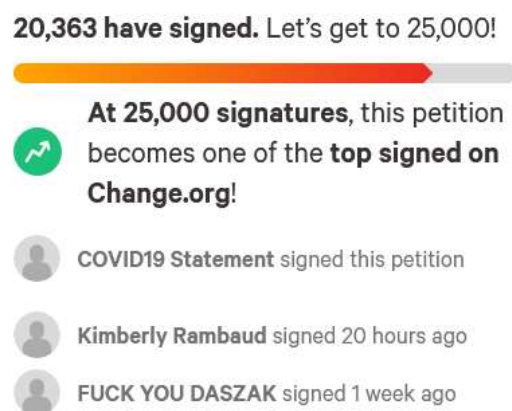 20,363 have signed. Let’s get to 25,000!
At 25,000 signatures, this petition
becomes one of the top signed on
Change.org!
COVID19 Statement signed this petition
Kimberly Rambaud signed 20 hours ago
FUCK YOU DASZAK signed 1 week ago